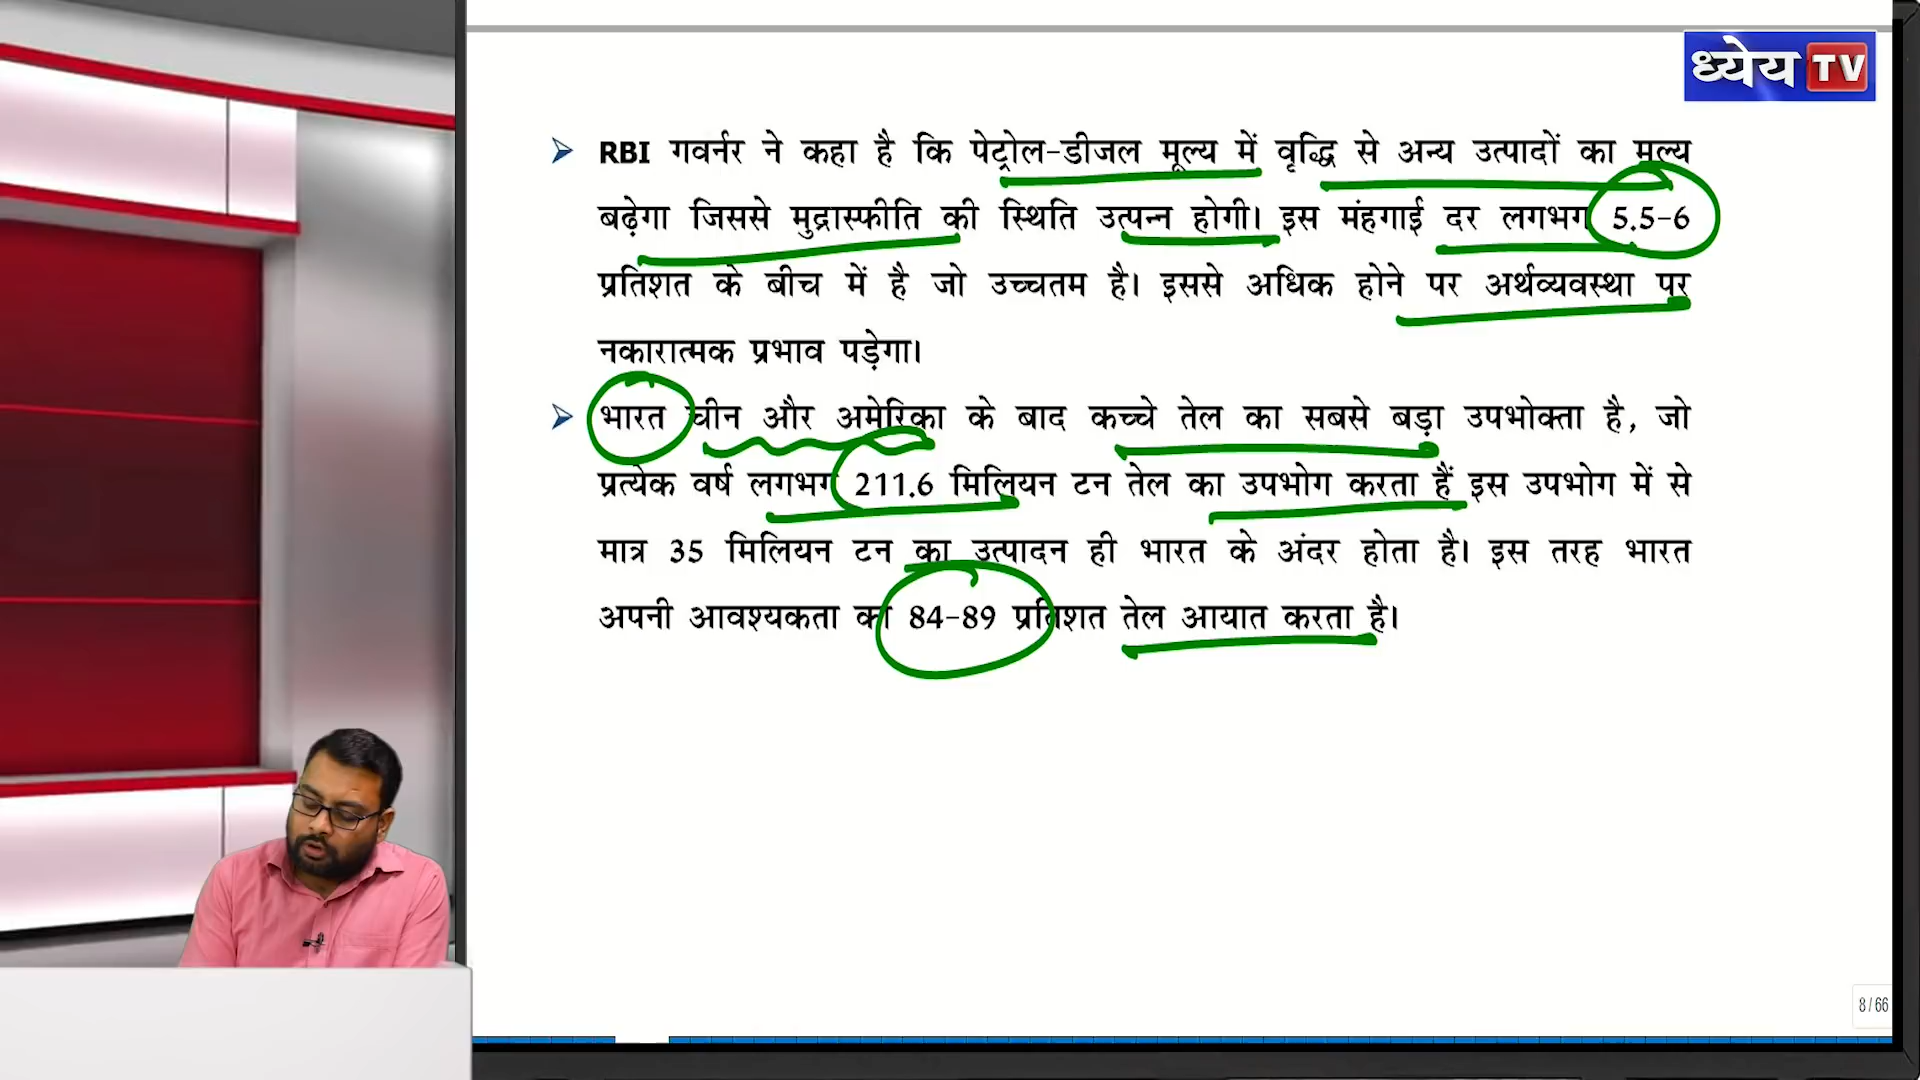 ध्येय TV
RBI गवर्नर ने कहा है कि पेट्रोल-डीजल मूल्य में वृद्धि से अन्य उत्पादों का मूल्य
बढ़ेगा जिससे मुद्रास्फीति की स्थिति उत्पन्न होगी। इस मंहगाई दर लगभग 5.5-6
प्रतिशत के बीच में है जो उच्चतम है। इससे अधिक होने पर अर्थव्यवस्था पर
नकारात्मक प्रभाव पड़ेगा।
भारत चीन और अमेरिका के बाद कच्चे तेल का सबसे बड़ा उपभोक्ता है, जो
प्रत्येक वर्ष लगभग 211.6 मिलियन टन तेल का उपभोग करता हैं इस उपभोग में से
मात्र 35 मिलियन टन का उत्पादन ही भारत के अंदर होता है। इस तरह भारत
अपनी आवश्यकता का 84-89 प्रतिशत तेल आयात करता है।
8/66